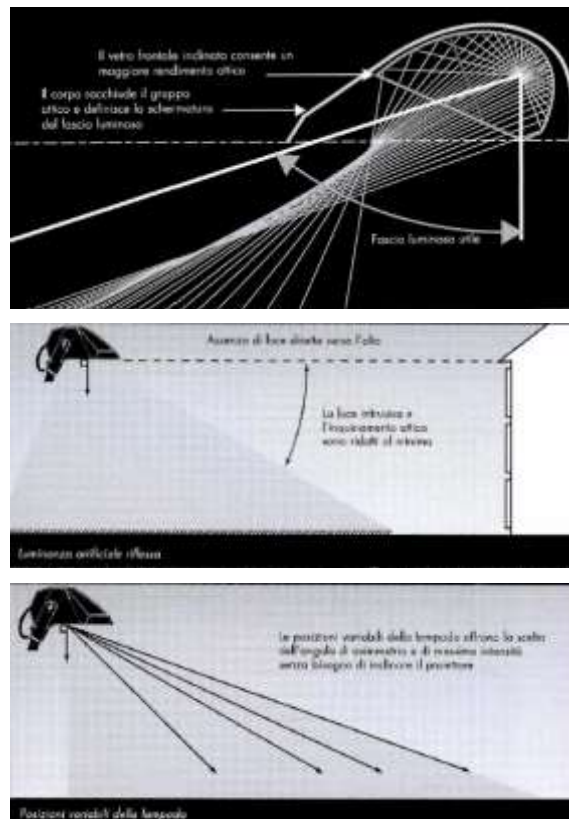 Il vetro frontale inclinato consente un
maggiore rendimento ottico
Il corpo racchiude il gruppo
ottico e definisce la schermatura
del fascio luminoso
Fascio luminoso utile
Assenza di luce diretta verso l'alto
La luce intrusiva e
l'inquinamento ottico
sono ridotti al minimo
Luminanza artificiale riflessa
Le posizioni variabili della lampada offrono la scelta
dell'angolo di asimmetria e di massima intensità
senza bisogno di inclinare il proiettore
Posizioni variabili della lampada